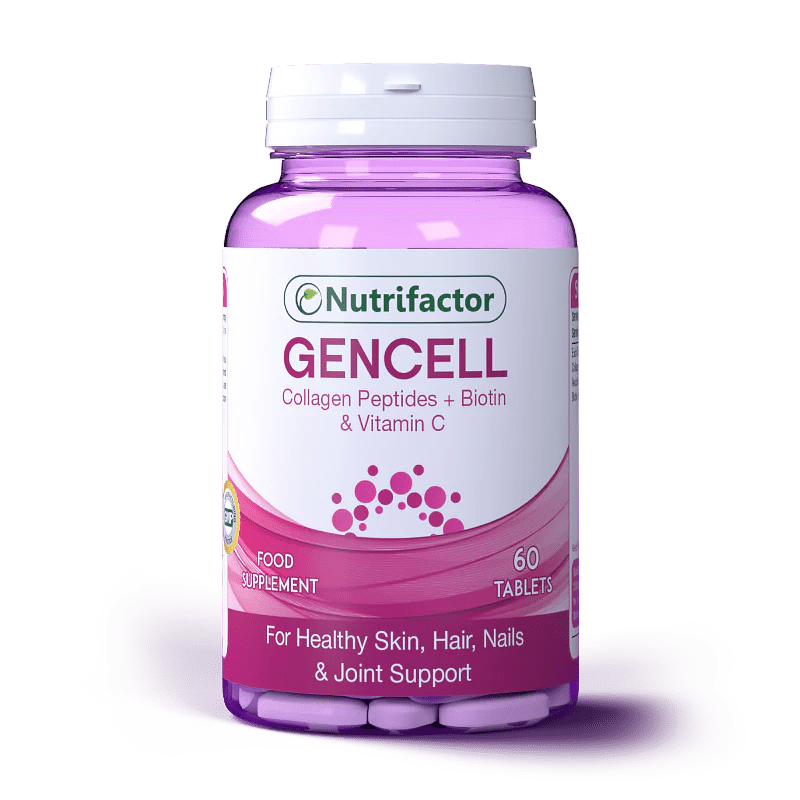 Nutrifactor
GENCELL
Collagen Peptides + Biotin
& Vitamin C
FOOD
SUPPLEMENT
60
TABLETS
For Healthy Skin, Hair, Nails
& Joint Support